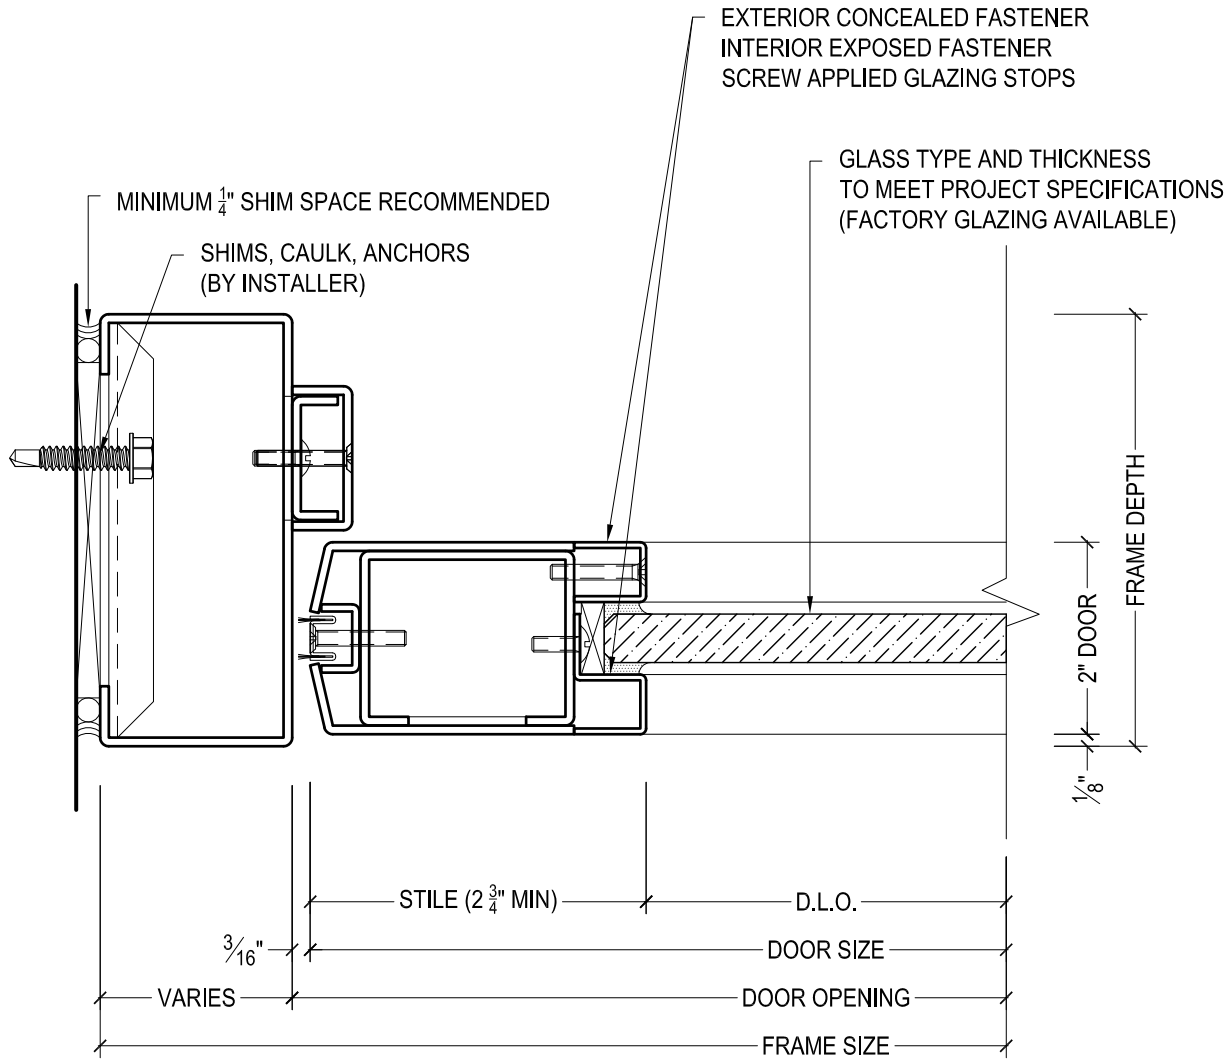 EXTERIOR CONCEALED FASTENER
INTERIOR EXPOSED FASTENER
SCREW APPLIED GLAZING STOPS
GLASS TYPE AND THICKNESS
TO MEET PROJECT SPECIFICATIONS
(FACTORY GLAZING AVAILABLE)
MINIMUM 1/4" SHIM SPACE RECOMMENDED
SHIMS, CAULK, ANCHORS
(BY INSTALLER)
FRAME DEPTH
2" DOOR
1/8"
STILE (2 3/4" MIN)
D.L.O.
3/16"
DOOR SIZE
VARIES
DOOR OPENING
FRAME SIZE